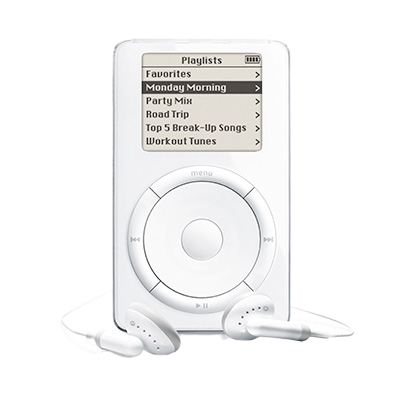 Playlists
Favorites >
Monday Morning >
Party Mix >
Road Trip >
Top 5 Break-Up Songs >
Workout Tunes >
menu